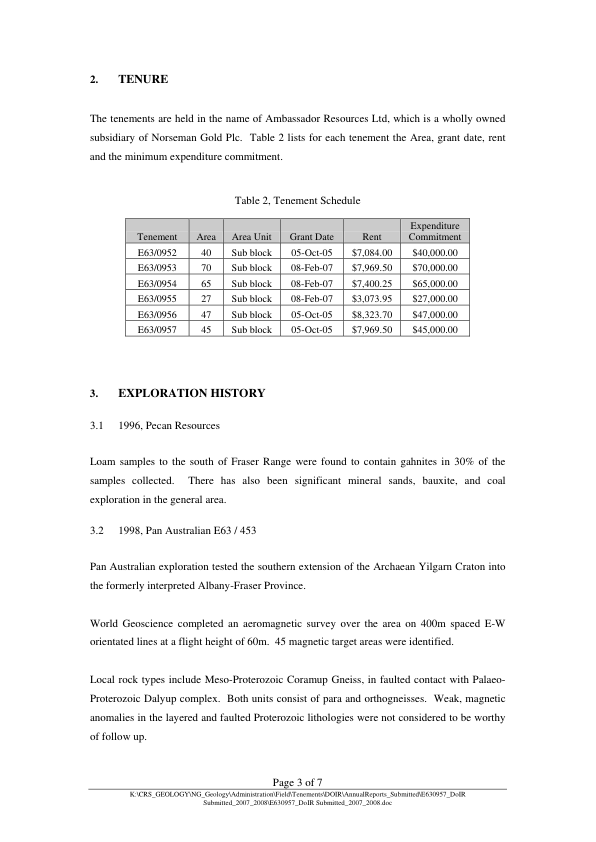 2. TENURE
The tenements are held in the name of Ambassador Resources Ltd, which is a wholly owned
subsidiary of Norseman Gold Plc. Table 2 lists for each tenement the Area, grant date, rent
and the minimum expenditure commitment.
Table 2, Tenement Schedule
Tenement Area Area Unit Grant Date Rent Expenditure Commitment
E63/0952 40 Sub block 05-Oct-05 $7,084.00 $40,000.00
E63/0953 70 Sub block 08-Feb-07 $7,969.50 $70,000.00
E63/0954 65 Sub block 08-Feb-07 $7,400.25 $65,000.00
E63/0955 27 Sub block 08-Feb-07 $3,073.95 $27,000.00
E63/0956 47 Sub block 05-Oct-05 $8,323.70 $47,000.00
E63/0957 45 Sub block 05-Oct-05 $7,969.50 $45,000.00
3. EXPLORATION HISTORY
3.1 1996, Pecan Resources
Loam samples to the south of Fraser Range were found to contain gahnites in 30% of the
samples collected. There has also been significant mineral sands, bauxite, and coal
exploration in the general area.
3.2 1998, Pan Australian E63 / 453
Pan Australian exploration tested the southern extension of the Archaean Yilgarn Craton into
the formerly interpreted Albany-Fraser Province.
World Geoscience completed an aeromagnetic survey over the area on 400m spaced E-W
orientated lines at a flight height of 60m. 45 magnetic target areas were identified.
Local rock types include Meso-Proterozoic Coramup Gneiss, in faulted contact with Palaeo-
Proterozoic Dalyup complex. Both units consist of para and orthogneisses. Weak, magnetic
anomalies in the layered and faulted Proterozoic lithologies were not considered to be worthy
of follow up.
Page 3 of 7
K:\CRS_GEOLOGY\NG_Geology\Administration\Field\Tenements\DOIR\AnnualReports_Submitted\E630957_DoIR
Submitted_2007_2008\E630957_DoIR Submitted_2007_2008.doc